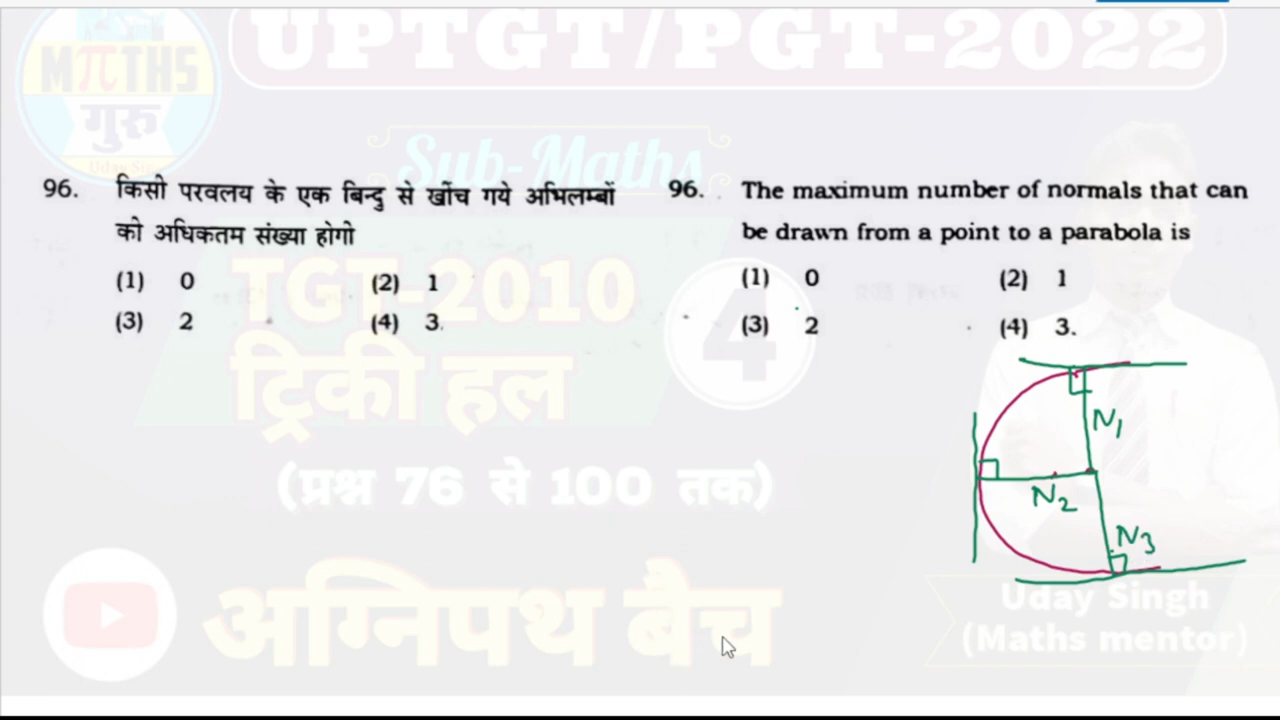 UPTGT/PGT-2022
MπTHS
गुरु
Sub-Maths
96. किसी परवलय के एक बिन्दु से खींच गये अभिलम्बों
को अधिकतम संख्या होगी
(1) 0 (2) 1
(3) 2 (4) 3.
96. The maximum number of normals that can
be drawn from a point to a parabola is
(1) 0 (2) 1
(3) 2 (4) 3.
TGT-2010
4
ट्रिकी हल
(प्रश्न 76 से 100 तक)
N1
N2
N3
अग्निपथ बैच
Uday Singh
(Maths mentor)